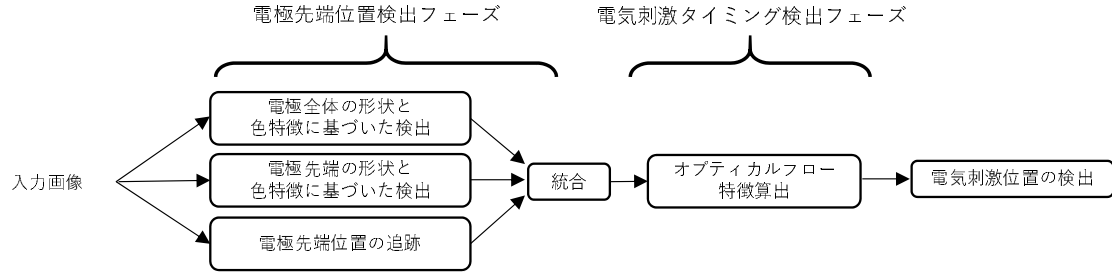 電極先端位置検出フェーズ
電気刺激タイミング検出フェーズ
電極全体の形状と
色特徴に基づいた検出
電極先端の形状と
色特徴に基づいた検出
入力画像
統合
オプティカルフロー
特徴算出
電気刺激位置の検出
電極先端位置の追跡